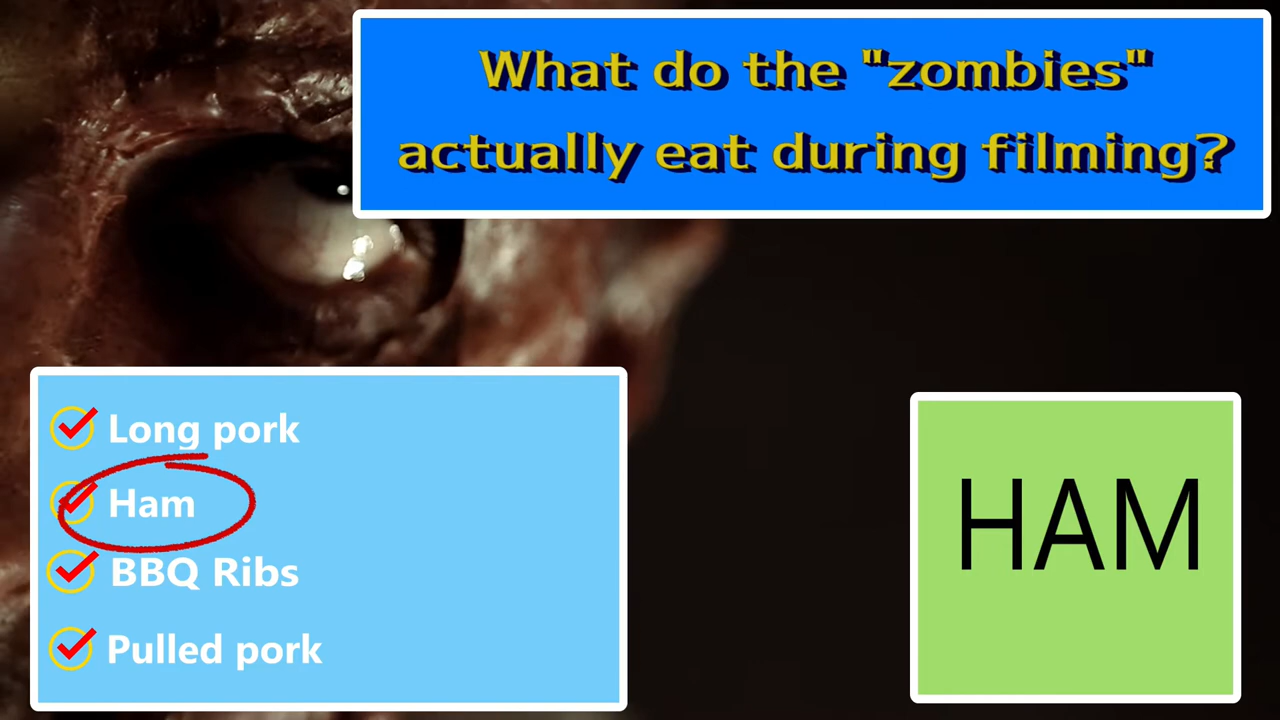 What do the "zombies"
actually eat during filming?
Long pork
Ham
BBQ Ribs
Pulled pork
HAM